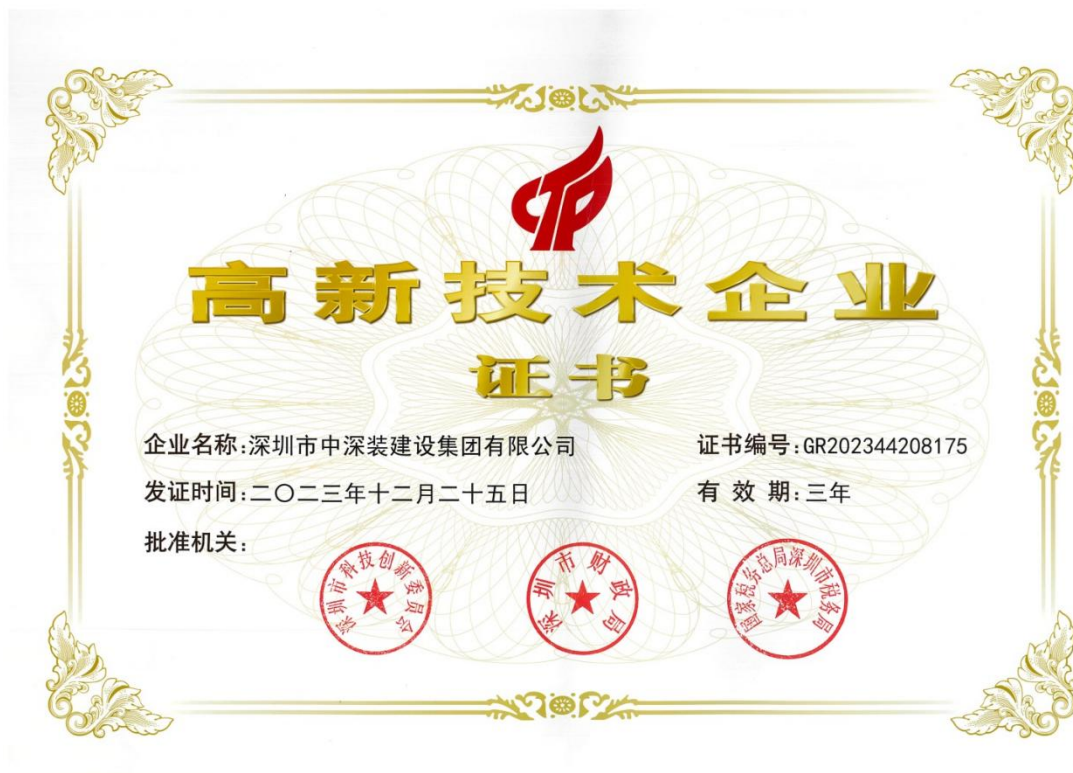 高新技术企业
证书
企业名称:深圳市中深装建设集团有限公司
证书编号:GR202344208175
发证时间:二〇二三年十二月二十五日
有效期:三年
批准机关:
深圳市科技创新委员会
深圳市财政局
国家税务总局深圳市税务局